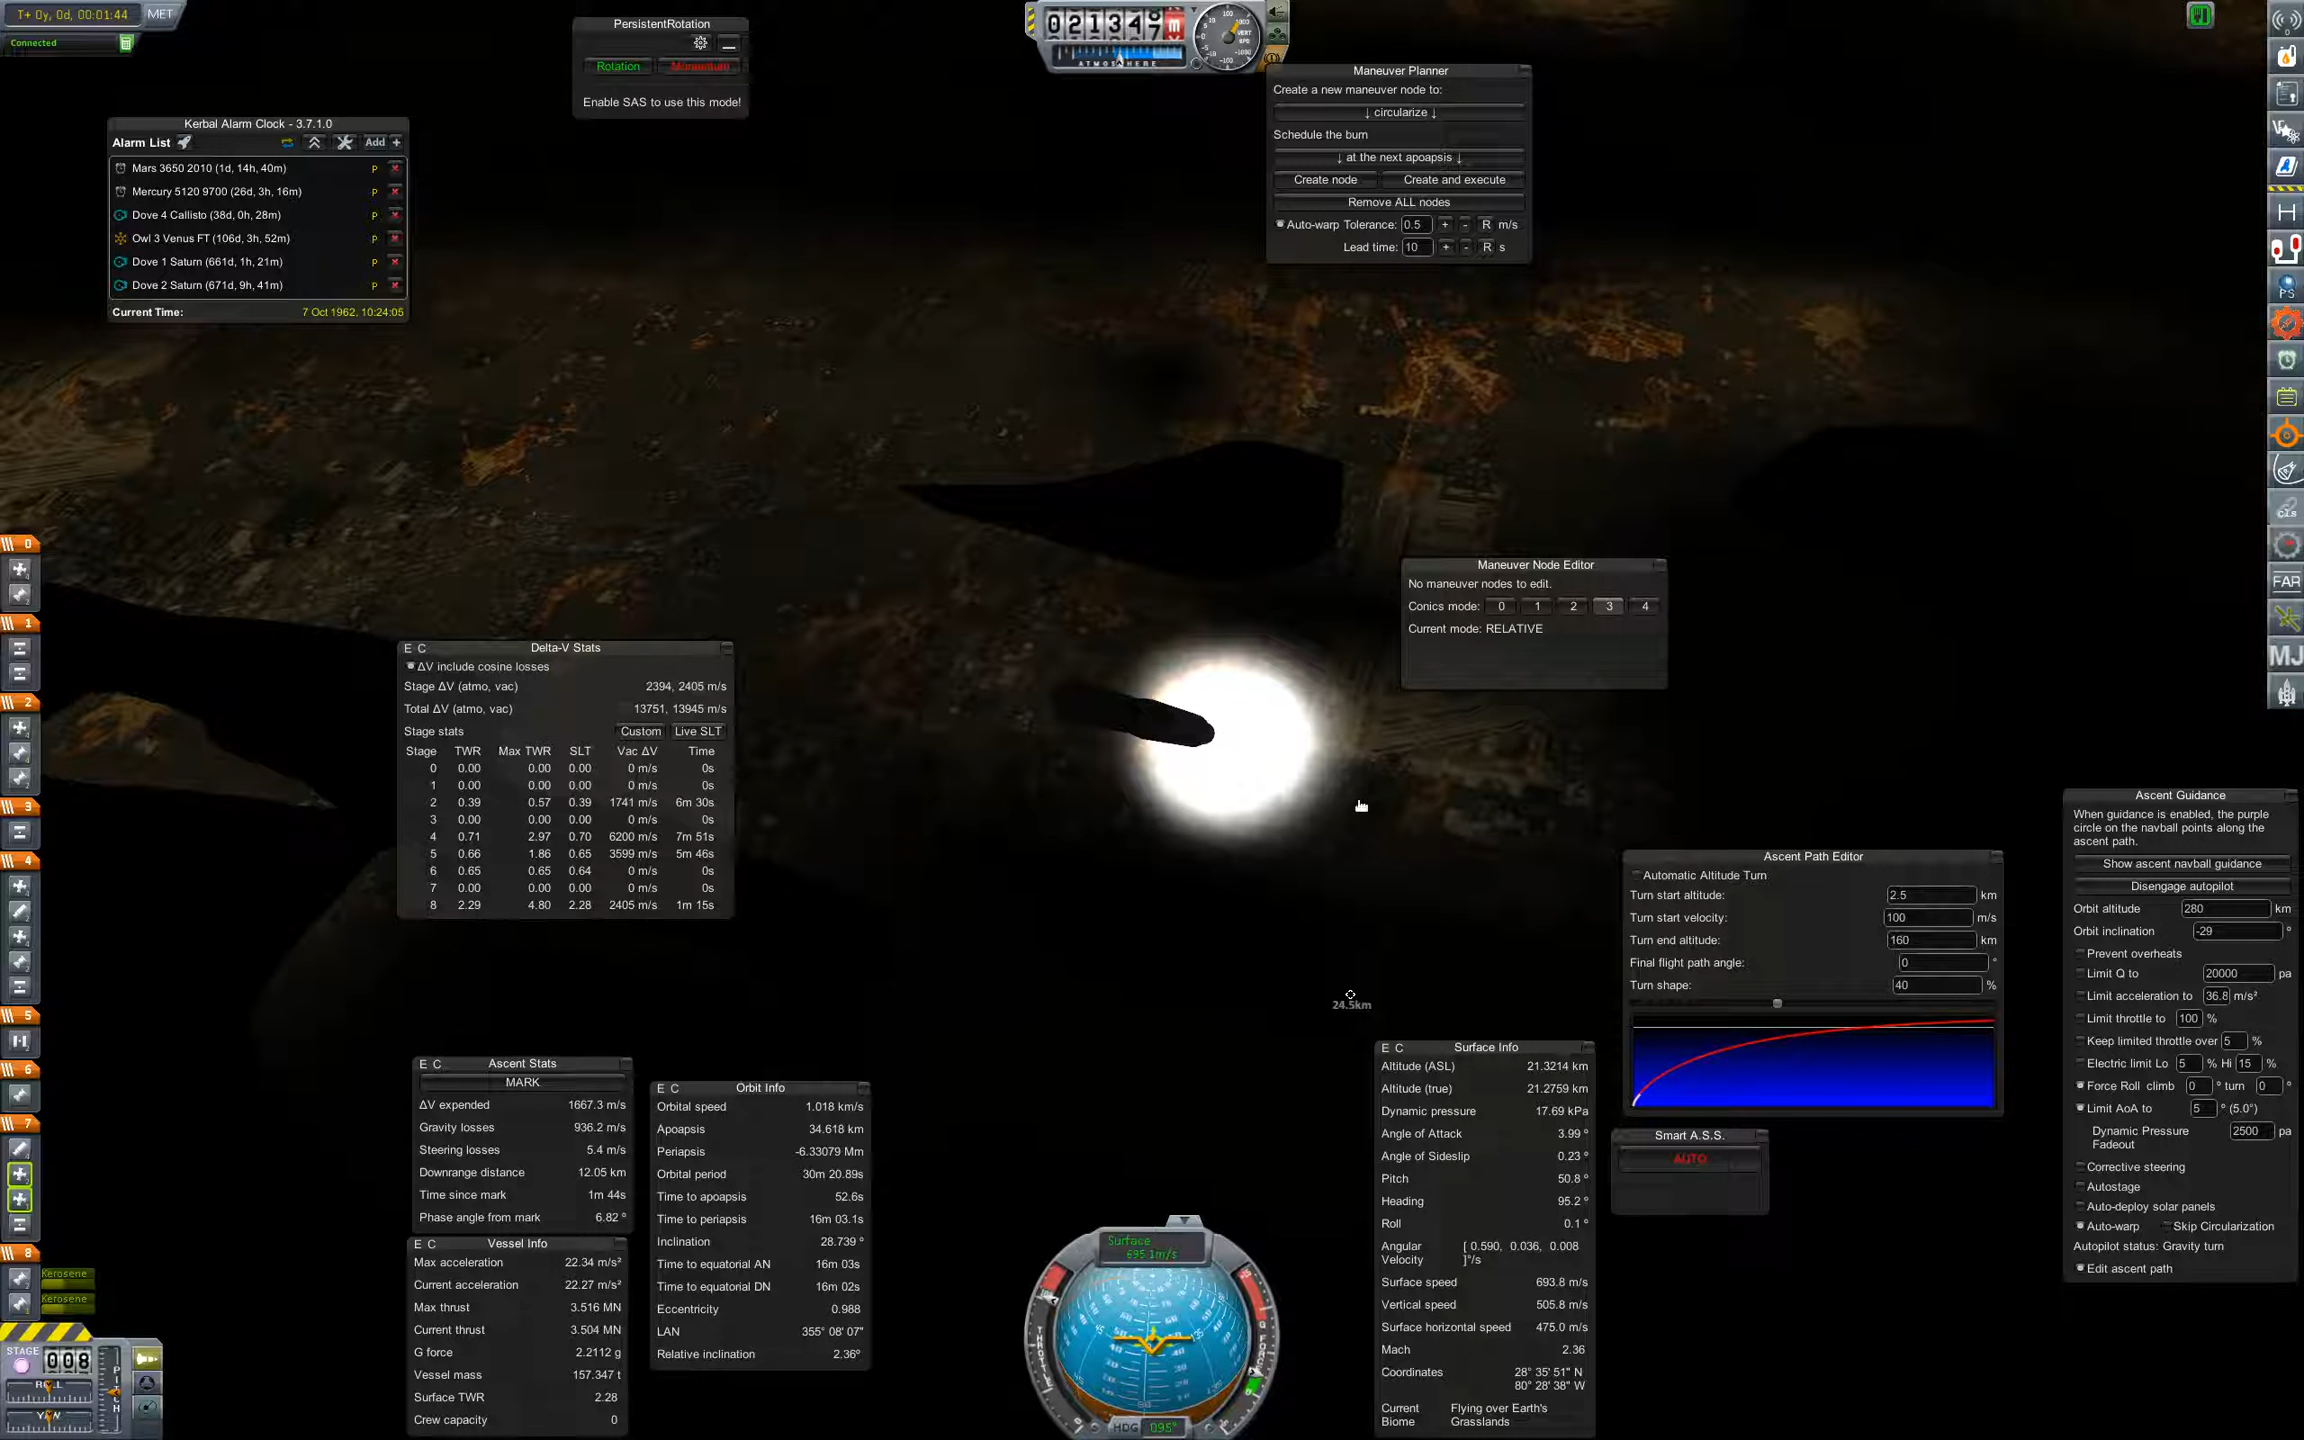 T+ 0y, 0d, 00:01:44 MET
Connected
PersistentRotation
Rotation Momentum
Enable SAS to use this mode!
021347 m
ATMOSPHERE
Kerbal Alarm Clock - 3.7.1.0
Alarm List Add +
Mars 3650 2010 (1d, 14h, 40m) P
Mercury 5120 9700 (26d, 3h, 16m) P
Dove 4 Callisto (38d, 0h, 28m) P
Owl 3 Venus FT (106d, 3h, 52m) P
Dove 1 Saturn (661d, 1h, 21m) P
Dove 2 Saturn (671d, 9h, 41m) P
Current Time: 7 Oct 1962, 10:24:05
Maneuver Planner
Create a new maneuver node to:
↓ circularize ↓
Schedule the burn
↓ at the next apoapsis ↓
Create node Create and execute
Remove ALL nodes
Auto-warp Tolerance: 0.5 + - R m/s
Lead time: 10 + - R s
Maneuver Node Editor
No maneuver nodes to edit.
Conics mode: 0 1 2 3 4
Current mode: RELATIVE
E C Delta-V Stats
ΔV include cosine losses
Stage ΔV (atmo, vac) 2394, 2405 m/s
Total ΔV (atmo, vac) 13751, 13945 m/s
Stage stats Custom Live SLT
Stage TWR Max TWR SLT Vac ΔV Time
0 0.00 0.00 0.00 0 m/s 0s
1 0.00 0.00 0.00 0 m/s 0s
2 0.39 0.57 0.39 1741 m/s 6m 30s
3 0.00 0.00 0.00 0 m/s 0s
4 0.71 2.97 0.70 6200 m/s 7m 51s
5 0.66 1.86 0.65 3599 m/s 5m 46s
6 0.65 0.65 0.64 0 m/s 0s
7 0.00 0.00 0.00 0 m/s 0s
8 2.29 4.80 2.28 2405 m/s 1m 15s
24.5km
Ascent Path Editor
Automatic Altitude Turn
Turn start altitude: 2.5 km
Turn start velocity: 100 m/s
Turn end altitude: 160 km
Final flight path angle: 0 °
Turn shape: 40 %
Ascent Guidance
When guidance is enabled, the purple
circle on the navball points along the
ascent path.
Show ascent navball guidance
Disengage autopilot
Orbit altitude 280 km
Orbit inclination -29 °
Prevent overheats
Limit Q to 20000 pa
Limit acceleration to 36.8 m/s²
Limit throttle to 100 %
Keep limited throttle over 5 %
Electric limit Lo 5 % Hi 15 %
Force Roll climb 0 ° turn 0 °
Limit AoA to 5 ° (5.0°)
Dynamic Pressure
Fadeout 2500 pa
Corrective steering
Autostage
Auto-deploy solar panels
Auto-warp Skip Circularization
Autopilot status: Gravity turn
Edit ascent path
E C Ascent Stats
MARK
ΔV expended 1667.3 m/s
Gravity losses 936.2 m/s
Steering losses 5.4 m/s
Downrange distance 12.05 km
Time since mark 1m 44s
Phase angle from mark 6.82 º
E C Vessel Info
Max acceleration 22.34 m/s²
Current acceleration 22.27 m/s²
Max thrust 3.516 MN
Current thrust 3.504 MN
G force 2.2112 g
Vessel mass 157.347 t
Surface TWR 2.28
Crew capacity 0
E C Orbit Info
Orbital speed 1.018 km/s
Apoapsis 34.618 km
Periapsis -6.33079 Mm
Orbital period 30m 20.89s
Time to apoapsis 52.6s
Time to periapsis 16m 03.1s
Inclination 28.739 º
Time to equatorial AN 16m 03s
Time to equatorial DN 16m 02s
Eccentricity 0.988
LAN 355° 08' 07"
Relative inclination 2.36º
E C Surface Info
Altitude (ASL) 21.3214 km
Altitude (true) 21.2759 km
Dynamic pressure 17.69 kPa
Angle of Attack 3.99 º
Angle of Sideslip 0.23 º
Pitch 50.8 º
Heading 95.2 º
Roll 0.1 º
Angular
Velocity [ 0.590, 0.036, 0.008 ]°/s
Surface speed 693.8 m/s
Vertical speed 505.8 m/s
Surface horizontal speed 475.0 m/s
Mach 2.36
Coordinates 28° 35' 51" N
80° 28' 38" W
Current
Biome Flying over Earth's
Grasslands
Smart A.S.S.
AUTO
Surface
695.1m/s
THROTTLE
G FORCE
HDG 095°
0
1
2
3
4
5
6
7
8
Kerosene
Kerosene
STAGE 008
ROLL
YAW
PITCH
PS
CLS
FAR
MJ